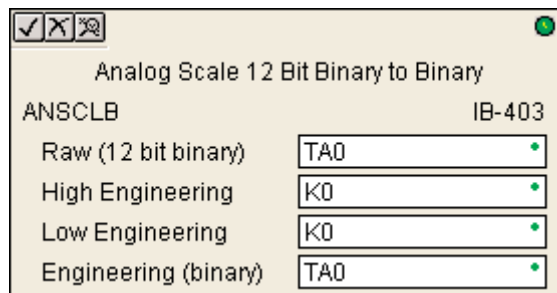 Analog Scale 12 Bit Binary to Binary
ANSCLB IB-403
Raw (12 bit binary) TA0
High Engineering K0
Low Engineering K0
Engineering (binary) TA0